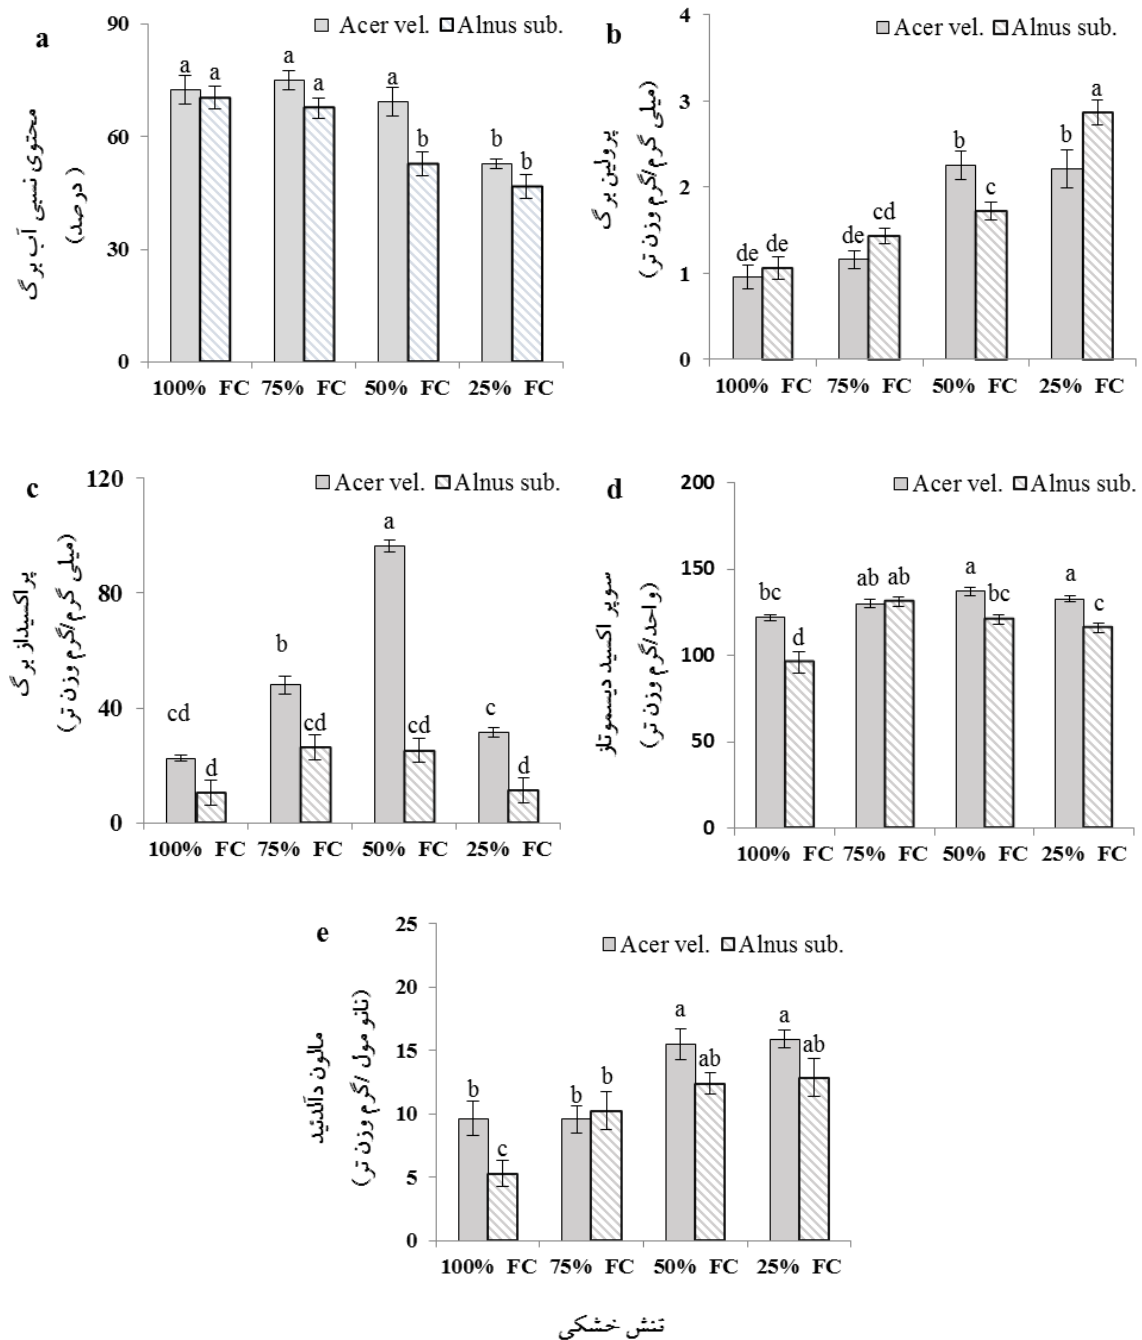 a
90
60
30
0
Acer vel. Alnus sub.
a a a a a b b b
100% FC 75% FC 50% FC 25% FC
محتوی نسبی آب برگ
(درصد)
b
4
3
2
1
0
Acer vel. Alnus sub.
de de de cd b c b a
100% FC 75% FC 50% FC 25% FC
پرولین برگ
(میلی گرم/گرم وزن تر)
c
120
80
40
0
Acer vel. Alnus sub.
cd d b cd a cd c d
100% FC 75% FC 50% FC 25% FC
پراکسیداز برگ
(میلی گرم/گرم وزن تر)
d
200
150
100
50
0
Acer vel. Alnus sub.
bc d ab ab a bc a c
100% FC 75% FC 50% FC 25% FC
سوپر اکسید دیسموتاز
(واحد/گرم وزن تر)
e
25
20
15
10
5
0
Acer vel. Alnus sub.
b c b b a ab a ab
100% FC 75% FC 50% FC 25% FC
مالون دآلدئید
(نانو مول /گرم وزن تر)
تنش خشکی